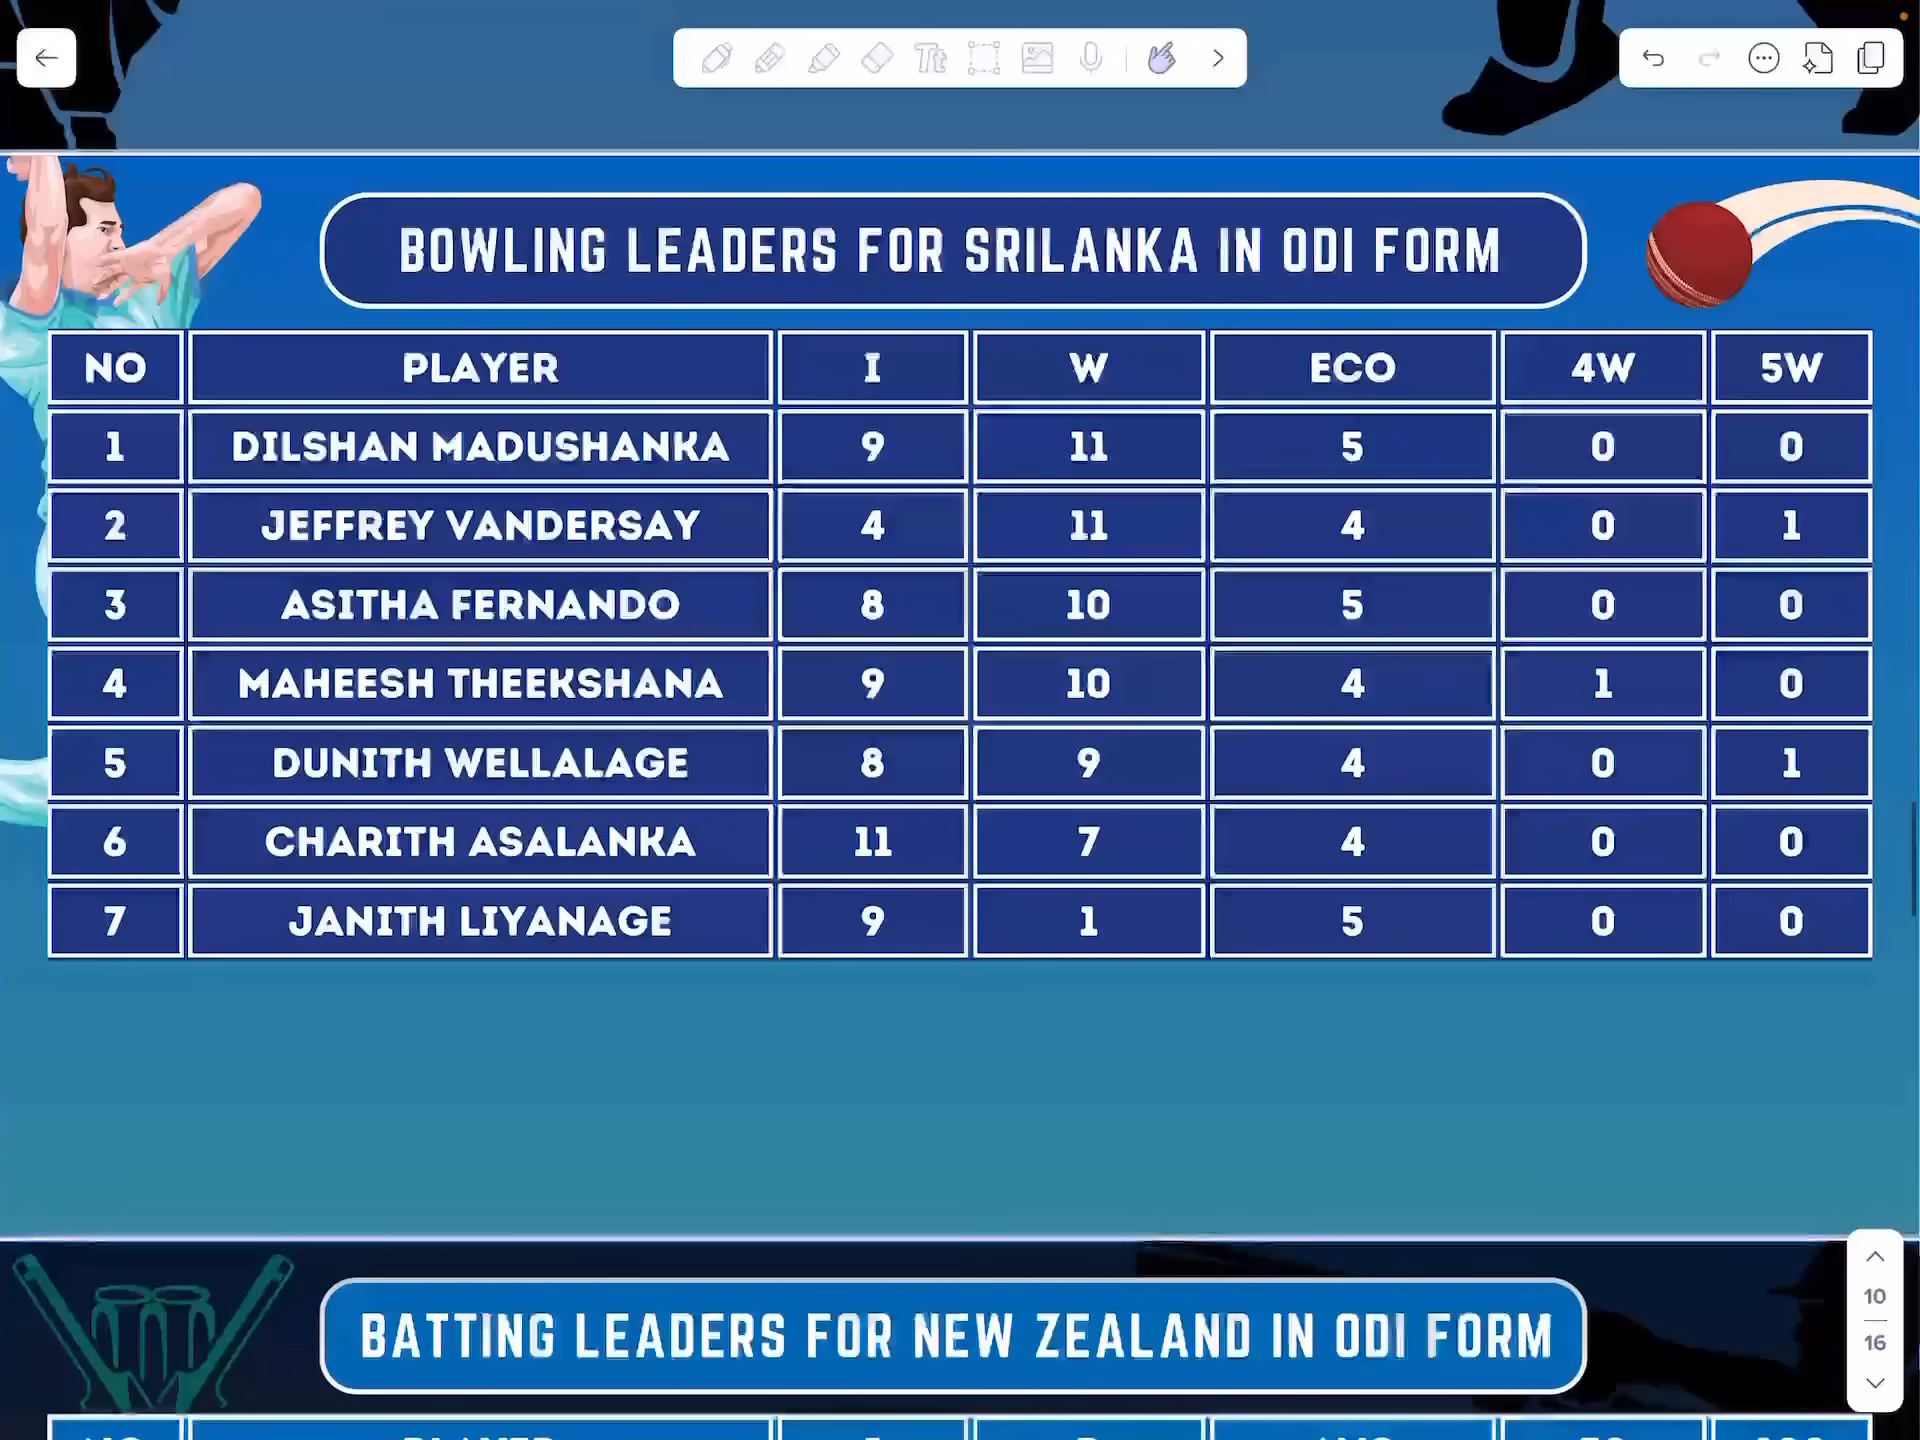 Tt
BOWLING LEADERS FOR SRILANKA IN ODI FORM
NO PLAYER I W ECO 4W 5W
1 DILSHAN MADUSHANKA 9 11 5 0 0
2 JEFFREY VANDERSAY 4 11 4 0 1
3 ASITHA FERNANDO 8 10 5 0 0
4 MAHEESH THEEKSHANA 9 10 4 1 0
5 DUNITH WELLALAGE 8 9 4 0 1
6 CHARITH ASALANKA 11 7 4 0 0
7 JANITH LIYANAGE 9 1 5 0 0
10
16
BATTING LEADERS FOR NEW ZEALAND IN ODI FORM